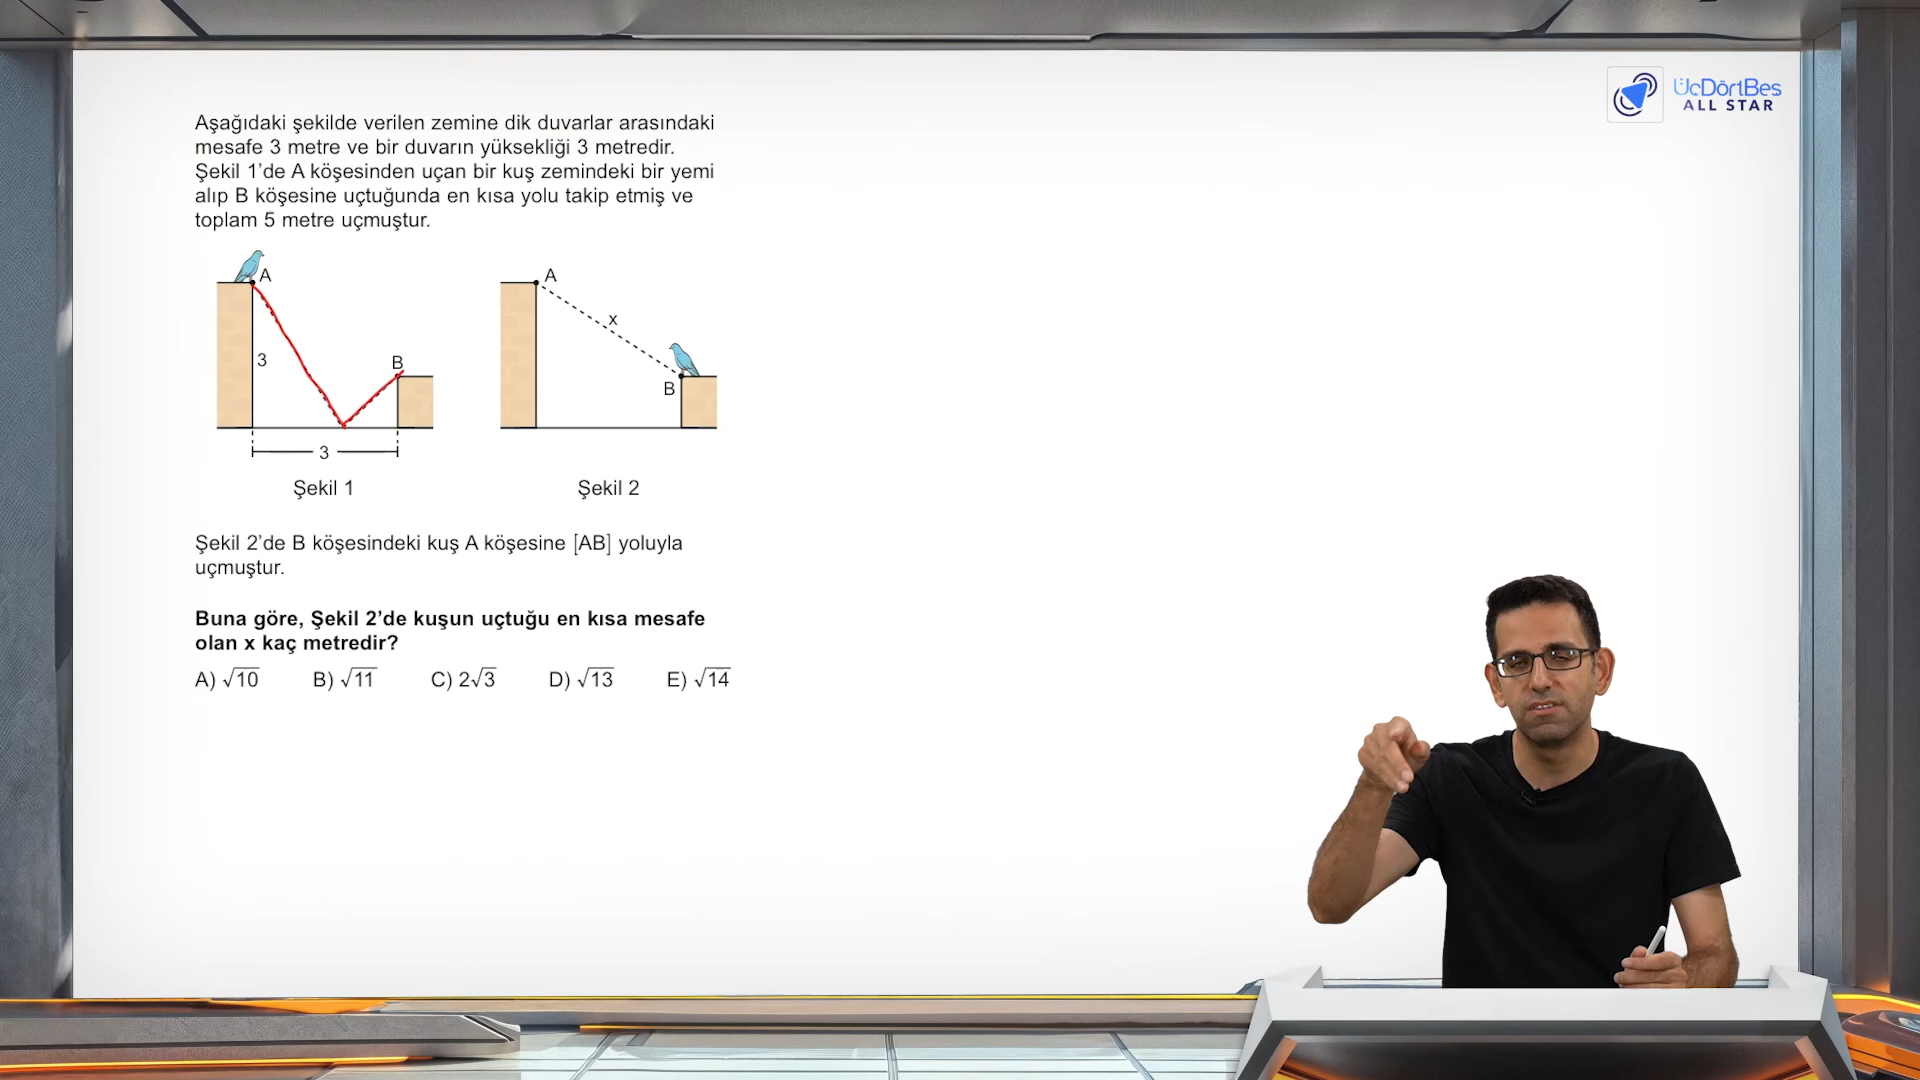 ÜçDörtBeş
ALL STAR
Aşağıdaki şekilde verilen zemine dik duvarlar arasındaki
mesafe 3 metre ve bir duvarın yüksekliği 3 metredir.
Şekil 1’de A köşesinden uçan bir kuş zemindeki bir yemi
alıp B köşesine uçtuğunda en kısa yolu takip etmiş ve
toplam 5 metre uçmuştur.
A
3
B
3
Şekil 1
A
x
B
Şekil 2
Şekil 2’de B köşesindeki kuş A köşesine [AB] yoluyla
uçmuştur.
Buna göre, Şekil 2’de kuşun uçtuğu en kısa mesafe
olan x kaç metredir?
A) √10 B) √11 C) 2√3 D) √13 E) √14